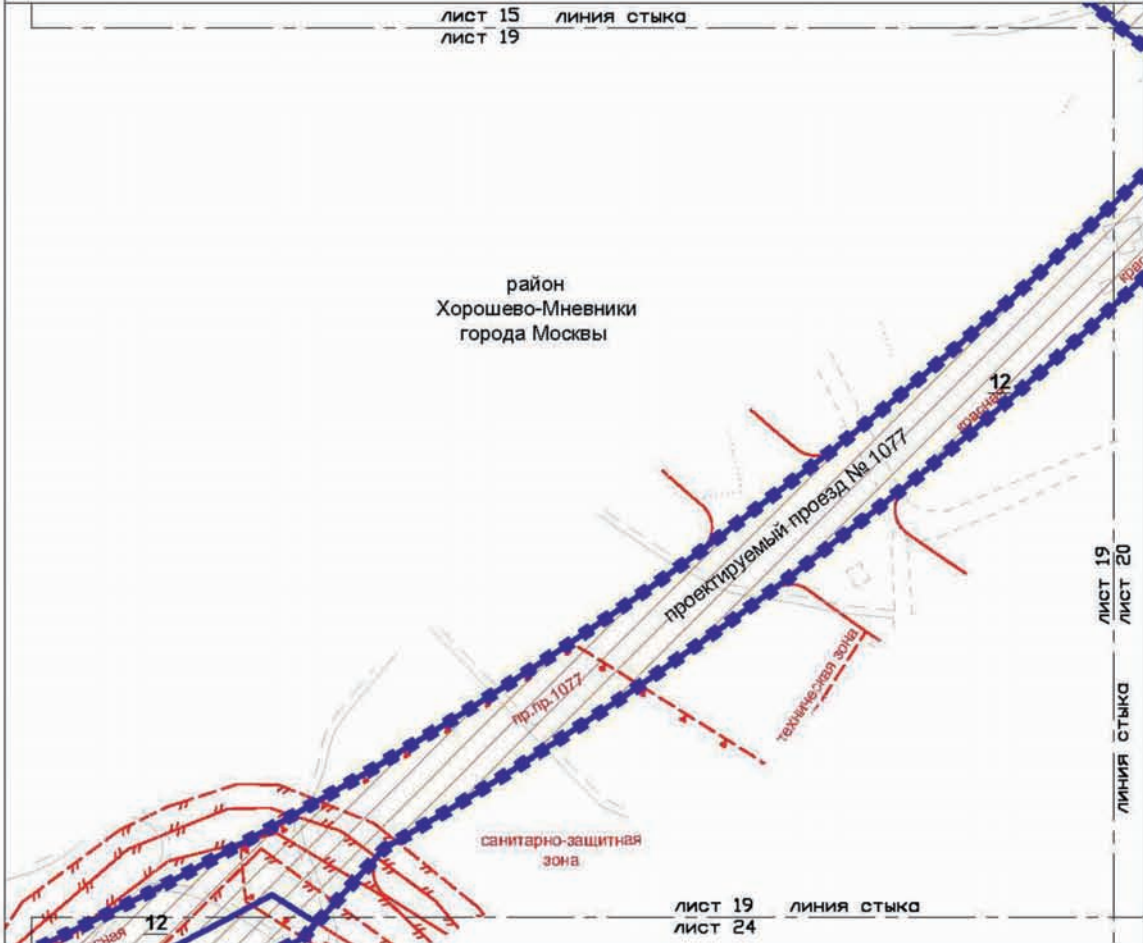 лист 15 линия стыка
лист 19
район
Хорошево-Мневники
города Москвы
12
красная
проектируемый проезд № 1077
лист 19
лист 20
линия стыка
техническая зона
пр.пр.1077
санитарно-защитная
зона
лист 19 линия стыка
лист 24
12